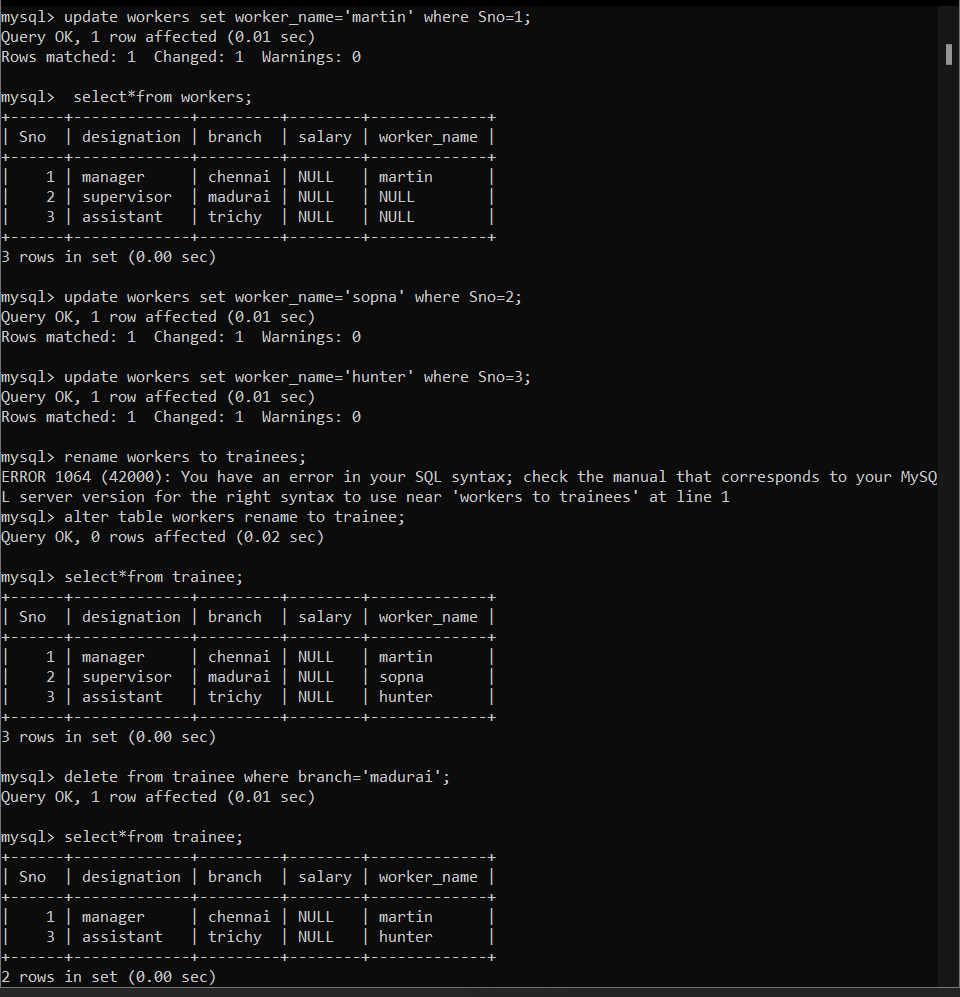 mysql> update workers set worker_name='martin' where Sno=1;
Query OK, 1 row affected (0.01 sec)
Rows matched: 1  Changed: 1  Warnings: 0
mysql>  select*from workers;
+------+-------------+---------+--------+-------------+
| Sno  | designation | branch  | salary | worker_name |
+------+-------------+---------+--------+-------------+
|    1 | manager     | chennai | NULL   | martin      |
|    2 | supervisor  | madurai | NULL   | NULL        |
|    3 | assistant   | trichy  | NULL   | NULL        |
+------+-------------+---------+--------+-------------+
3 rows in set (0.00 sec)
mysql> update workers set worker_name='sopna' where Sno=2;
Query OK, 1 row affected (0.01 sec)
Rows matched: 1  Changed: 1  Warnings: 0
mysql> update workers set worker_name='hunter' where Sno=3;
Query OK, 1 row affected (0.01 sec)
Rows matched: 1  Changed: 1  Warnings: 0
mysql> rename workers to trainees;
ERROR 1064 (42000): You have an error in your SQL syntax; check the manual that corresponds to your MySQ
L server version for the right syntax to use near 'workers to trainees' at line 1
mysql> alter table workers rename to trainee;
Query OK, 0 rows affected (0.02 sec)
mysql> select*from trainee;
+------+-------------+---------+--------+-------------+
| Sno  | designation | branch  | salary | worker_name |
+------+-------------+---------+--------+-------------+
|    1 | manager     | chennai | NULL   | martin      |
|    2 | supervisor  | madurai | NULL   | sopna       |
|    3 | assistant   | trichy  | NULL   | hunter      |
+------+-------------+---------+--------+-------------+
3 rows in set (0.00 sec)
mysql> delete from trainee where branch='madurai';
Query OK, 1 row affected (0.01 sec)
mysql> select*from trainee;
+------+-------------+---------+--------+-------------+
| Sno  | designation | branch  | salary | worker_name |
+------+-------------+---------+--------+-------------+
|    1 | manager     | chennai | NULL   | martin      |
|    3 | assistant   | trichy  | NULL   | hunter      |
+------+-------------+---------+--------+-------------+
2 rows in set (0.00 sec)